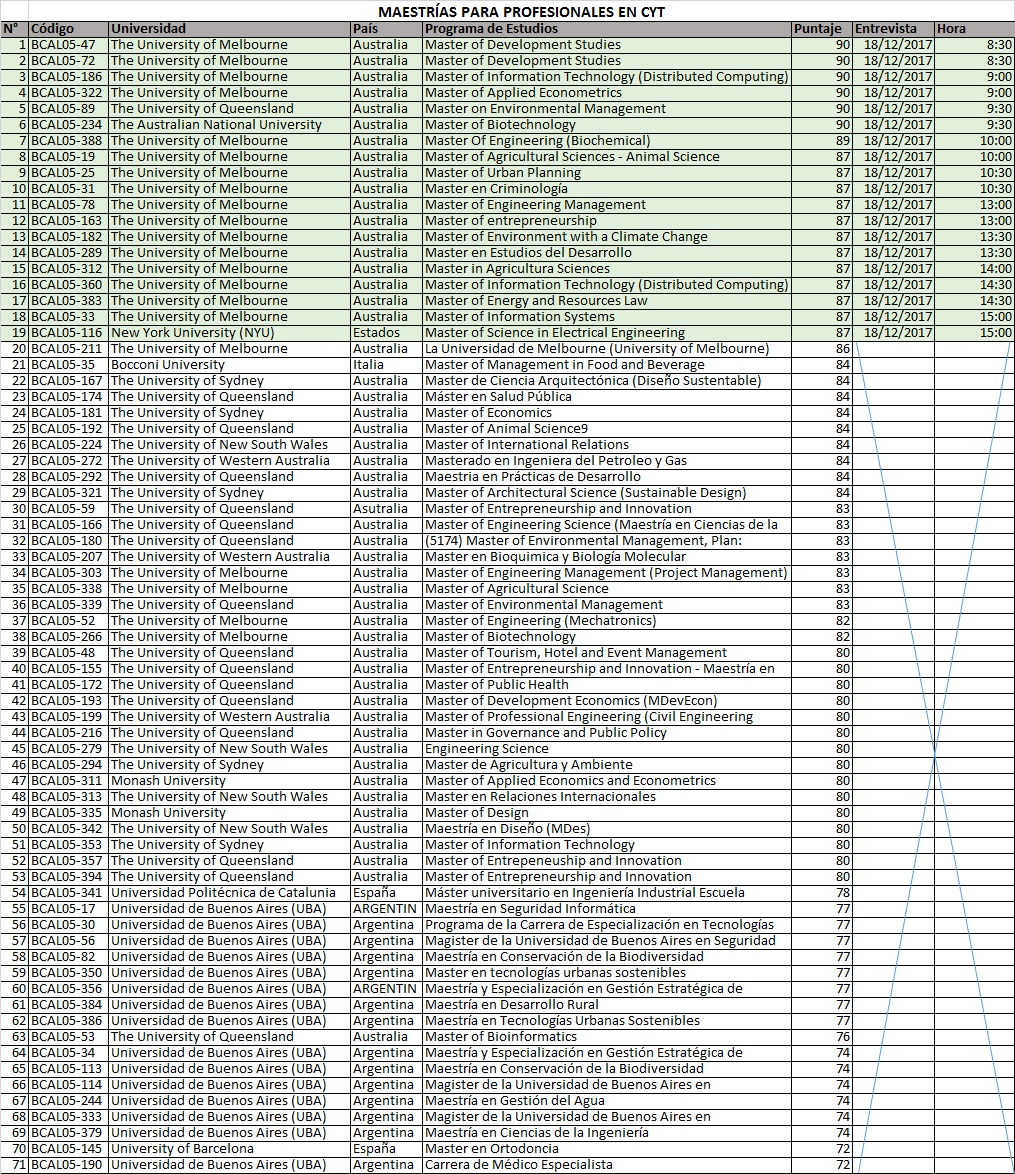 MAESTRÍAS PARA PROFESIONALES EN CYT
N° Código Universidad País Programa de Estudios Puntaje Entrevista Hora
1 BCAL05-47 The University of Melbourne Australia Master of Development Studies 90 18/12/2017 8:30
2 BCAL05-72 The University of Melbourne Australia Master of Development Studies 90 18/12/2017 8:30
3 BCAL05-186 The University of Melbourne Australia Master of Information Technology (Distributed Computing) 90 18/12/2017 9:00
4 BCAL05-322 The University of Melbourne Australia Master of Applied Econometrics 90 18/12/2017 9:00
5 BCAL05-89 The University of Queensland Australia Master on Environmental Management 90 18/12/2017 9:30
6 BCAL05-234 The Australian National University Australia Master of Biotechnology 90 18/12/2017 9:30
7 BCAL05-388 The University of Melbourne Australia Master Of Engineering (Biochemical) 89 18/12/2017 10:00
8 BCAL05-19 The University of Melbourne Australia Master of Agricultural Sciences - Animal Science 87 18/12/2017 10:00
9 BCAL05-25 The University of Melbourne Australia Master of Urban Planning 87 18/12/2017 10:30
10 BCAL05-31 The University of Melbourne Australia Master en Criminología 87 18/12/2017 10:30
11 BCAL05-78 The University of Melbourne Australia Master of Engineering Management 87 18/12/2017 13:00
12 BCAL05-163 The University of Melbourne Australia Master of entrepreneurship 87 18/12/2017 13:00
13 BCAL05-182 The University of Melbourne Australia Master of Environment with a Climate Change 87 18/12/2017 13:30
14 BCAL05-289 The University of Melbourne Australia Master en Estudios del Desarrollo 87 18/12/2017 13:30
15 BCAL05-312 The University of Melbourne Australia Master in Agricultura Sciences 87 18/12/2017 14:00
16 BCAL05-360 The University of Melbourne Australia Master of Information Technology (Distributed Computing) 87 18/12/2017 14:30
17 BCAL05-383 The University of Melbourne Australia Master of Energy and Resources Law 87 18/12/2017 14:30
18 BCAL05-33 The University of Melbourne Australia Master of Information Systems 87 18/12/2017 15:00
19 BCAL05-116 New York University (NYU) Estados Master of Science in Electrical Engineering 87 18/12/2017 15:00
20 BCAL05-211 The University of Melbourne Australia La Universidad de Melbourne (University of Melbourne) 86
21 BCAL05-35 Bocconi University Italia Master of Management in Food and Beverage 84
22 BCAL05-167 The University of Sydney Australia Master de Ciencia Arquitectónica (Diseño Sustentable) 84
23 BCAL05-174 The University of Queensland Australia Máster en Salud Pública 84
24 BCAL05-181 The University of Sydney Australia Master of Economics 84
25 BCAL05-192 The University of Queensland Australia Master of Animal Science9 84
26 BCAL05-224 The University of New South Wales Australia Master of International Relations 84
27 BCAL05-272 The University of Western Australia Australia Masterado en Ingeniera del Petroleo y Gas 84
28 BCAL05-292 The University of Queensland Australia Maestria en Prácticas de Desarrollo 84
29 BCAL05-321 The University of Sydney Australia Master of Architectural Science (Sustainable Design) 84
30 BCAL05-59 The University of Queensland Asutralia Master of Entrepreneurship and Innovation 83
31 BCAL05-166 The University of Queensland Australia Master of Engineering Science (Maestría en Ciencias de la 83
32 BCAL05-180 The University of Queensland Australia (5174) Master of Environmental Management, Plan: 83
33 BCAL05-207 The University of Western Australia Australia Master en Bioquimica y Biología Molecular 83
34 BCAL05-303 The University of Melbourne Australia Master of Engineering Management (Project Management) 83
35 BCAL05-338 The University of Melbourne Australia Master of Agricultural Science 83
36 BCAL05-339 The University of Queensland Australia Master of Environmental Management 83
37 BCAL05-52 The University of Melbourne Australia Master of Engineering (Mechatronics) 82
38 BCAL05-266 The University of Melbourne Australia Master of Biotechnology 82
39 BCAL05-48 The University of Queensland Australia Master of Tourism, Hotel and Event Management 80
40 BCAL05-155 The University of Queensland Australia Master of Entrepreneurship and Innovation - Maestría en 80
41 BCAL05-172 The University of Queensland Australia Master of Public Health 80
42 BCAL05-193 The University of Queensland Australia Master of Development Economics (MDevEcon) 80
43 BCAL05-199 The University of Western Australia Australia Master of Professional Engineering (Civil Engineering 80
44 BCAL05-216 The University of Queensland Australia Master in Governance and Public Policy 80
45 BCAL05-279 The University of New South Wales Australia Engineering Science 80
46 BCAL05-294 The University of Sydney Australia Master de Agricultura y Ambiente 80
47 BCAL05-311 Monash University Australia Master of Applied Economics and Econometrics 80
48 BCAL05-313 The University of New South Wales Australia Master en Relaciones Internacionales 80
49 BCAL05-335 Monash University Australia Master of Design 80
50 BCAL05-342 The University of New South Wales Australia Maestría en Diseño (MDes) 80
51 BCAL05-353 The University of Sydney Australia Master of Information Technology 80
52 BCAL05-357 The University of Queensland Australia Master of Entrepeneuship and Innovation 80
53 BCAL05-394 The University of Queensland Australia Master of Entrepreneurship and Innovation 80
54 BCAL05-341 Universidad Politécnica de Catalunia España Máster universitario en Ingeniería Industrial Escuela 78
55 BCAL05-17 Universidad de Buenos Aires (UBA) ARGENTIN Maestría en Seguridad Informática 77
56 BCAL05-30 Universidad de Buenos Aires (UBA) Argentina Programa de la Carrera de Especialización en Tecnologías 77
57 BCAL05-56 Universidad de Buenos Aires (UBA) Argentina Magister de la Universidad de Buenos Aires en Seguridad 77
58 BCAL05-82 Universidad de Buenos Aires (UBA) Argentina Maestría en Conservación de la Biodiversidad 77
59 BCAL05-350 Universidad de Buenos Aires (UBA) Argentina Master en tecnologías urbanas sostenibles 77
60 BCAL05-356 Universidad de Buenos Aires (UBA) ARGENTIN Maestría y Especialización en Gestión Estratégica de 77
61 BCAL05-384 Universidad de Buenos Aires (UBA) Argentina Maestría en Desarrollo Rural 77
62 BCAL05-386 Universidad de Buenos Aires (UBA) Argentina Maestría en Tecnologías Urbanas Sostenibles 77
63 BCAL05-53 The University of Queensland Australia Master of Bioinformatics 76
64 BCAL05-34 Universidad de Buenos Aires (UBA) Argentina Maestría y Especialización en Gestión Estratégica de 74
65 BCAL05-113 Universidad de Buenos Aires (UBA) Argentina Maestría en Conservación de la Biodiversidad 74
66 BCAL05-114 Universidad de Buenos Aires (UBA) Argentina Magister de la Universidad de Buenos Aires en 74
67 BCAL05-244 Universidad de Buenos Aires (UBA) Argentina Maestría en Gestión del Agua 74
68 BCAL05-333 Universidad de Buenos Aires (UBA) Argentina Magister de la Universidad de Buenos Aires en 74
69 BCAL05-379 Universidad de Buenos Aires (UBA) Argentina Maestría en Ciencias de la Ingeniería 74
70 BCAL05-145 University of Barcelona España Master en Ortodoncia 72
71 BCAL05-190 Universidad de Buenos Aires (UBA) Argentina Carrera de Médico Especialista 72